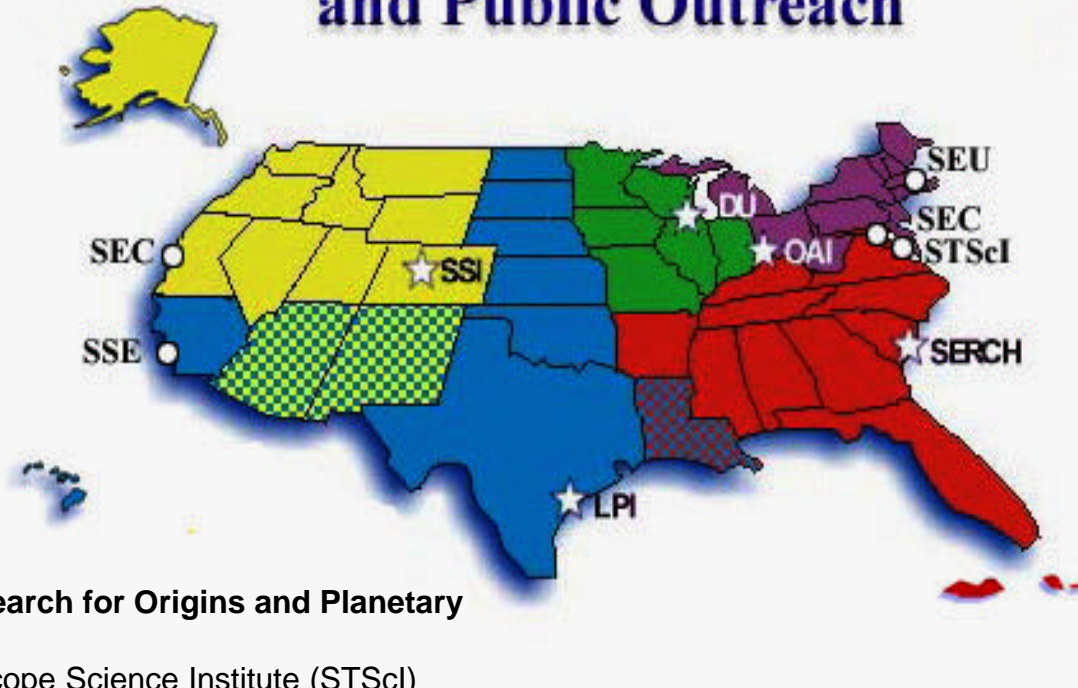 and Public Outreach
SEU
DU
SEC
SEC
OAI
STScI
SSI
SSE
SERCH
LPI
earch for Origins and Planetary
cope Science Institute (STScI)